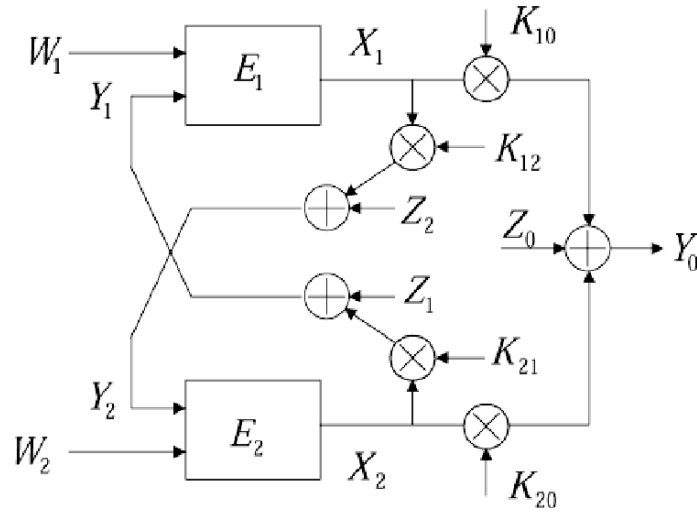 K₁₀
W₁
E₁
X₁
Y₁
K₁₂
Z₂
Z₀
Y₀
Z₁
K₂₁
Y₂
E₂
W₂
X₂
K₂₀